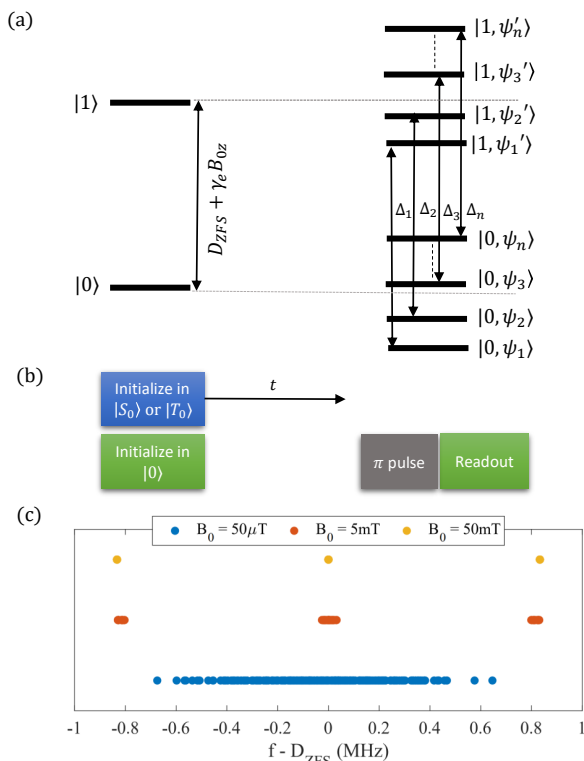 (a)
|1⟩
|0⟩
D_ZFS + γ_e B_0z
|1, ψ_n′⟩
|1, ψ_3′⟩
|1, ψ_2′⟩
|1, ψ_1′⟩
Δ_1 Δ_2 Δ_3 Δ_n
|0, ψ_n⟩
|0, ψ_3⟩
|0, ψ_2⟩
|0, ψ_1⟩
(b)
Initialize in
|S_0⟩ or |T_0⟩
t
Initialize in
|0⟩
π pulse
Readout
(c)
B_0 = 50μT B_0 = 5mT B_0 = 50mT
-1 -0.8 -0.6 -0.4 -0.2 0 0.2 0.4 0.6 0.8 1
f - D_ZFS (MHz)